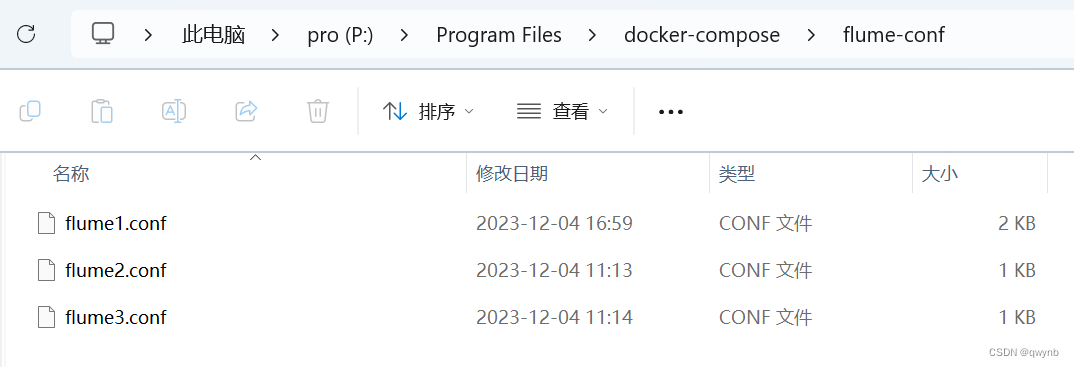 此电脑 pro (P:) Program Files docker-compose flume-conf
排序 查看
名称 修改日期 类型 大小
flume1.conf 2023-12-04 16:59 CONF 文件 2 KB
flume2.conf 2023-12-04 11:13 CONF 文件 1 KB
flume3.conf 2023-12-04 11:14 CONF 文件 1 KB
CSDN @qwynb